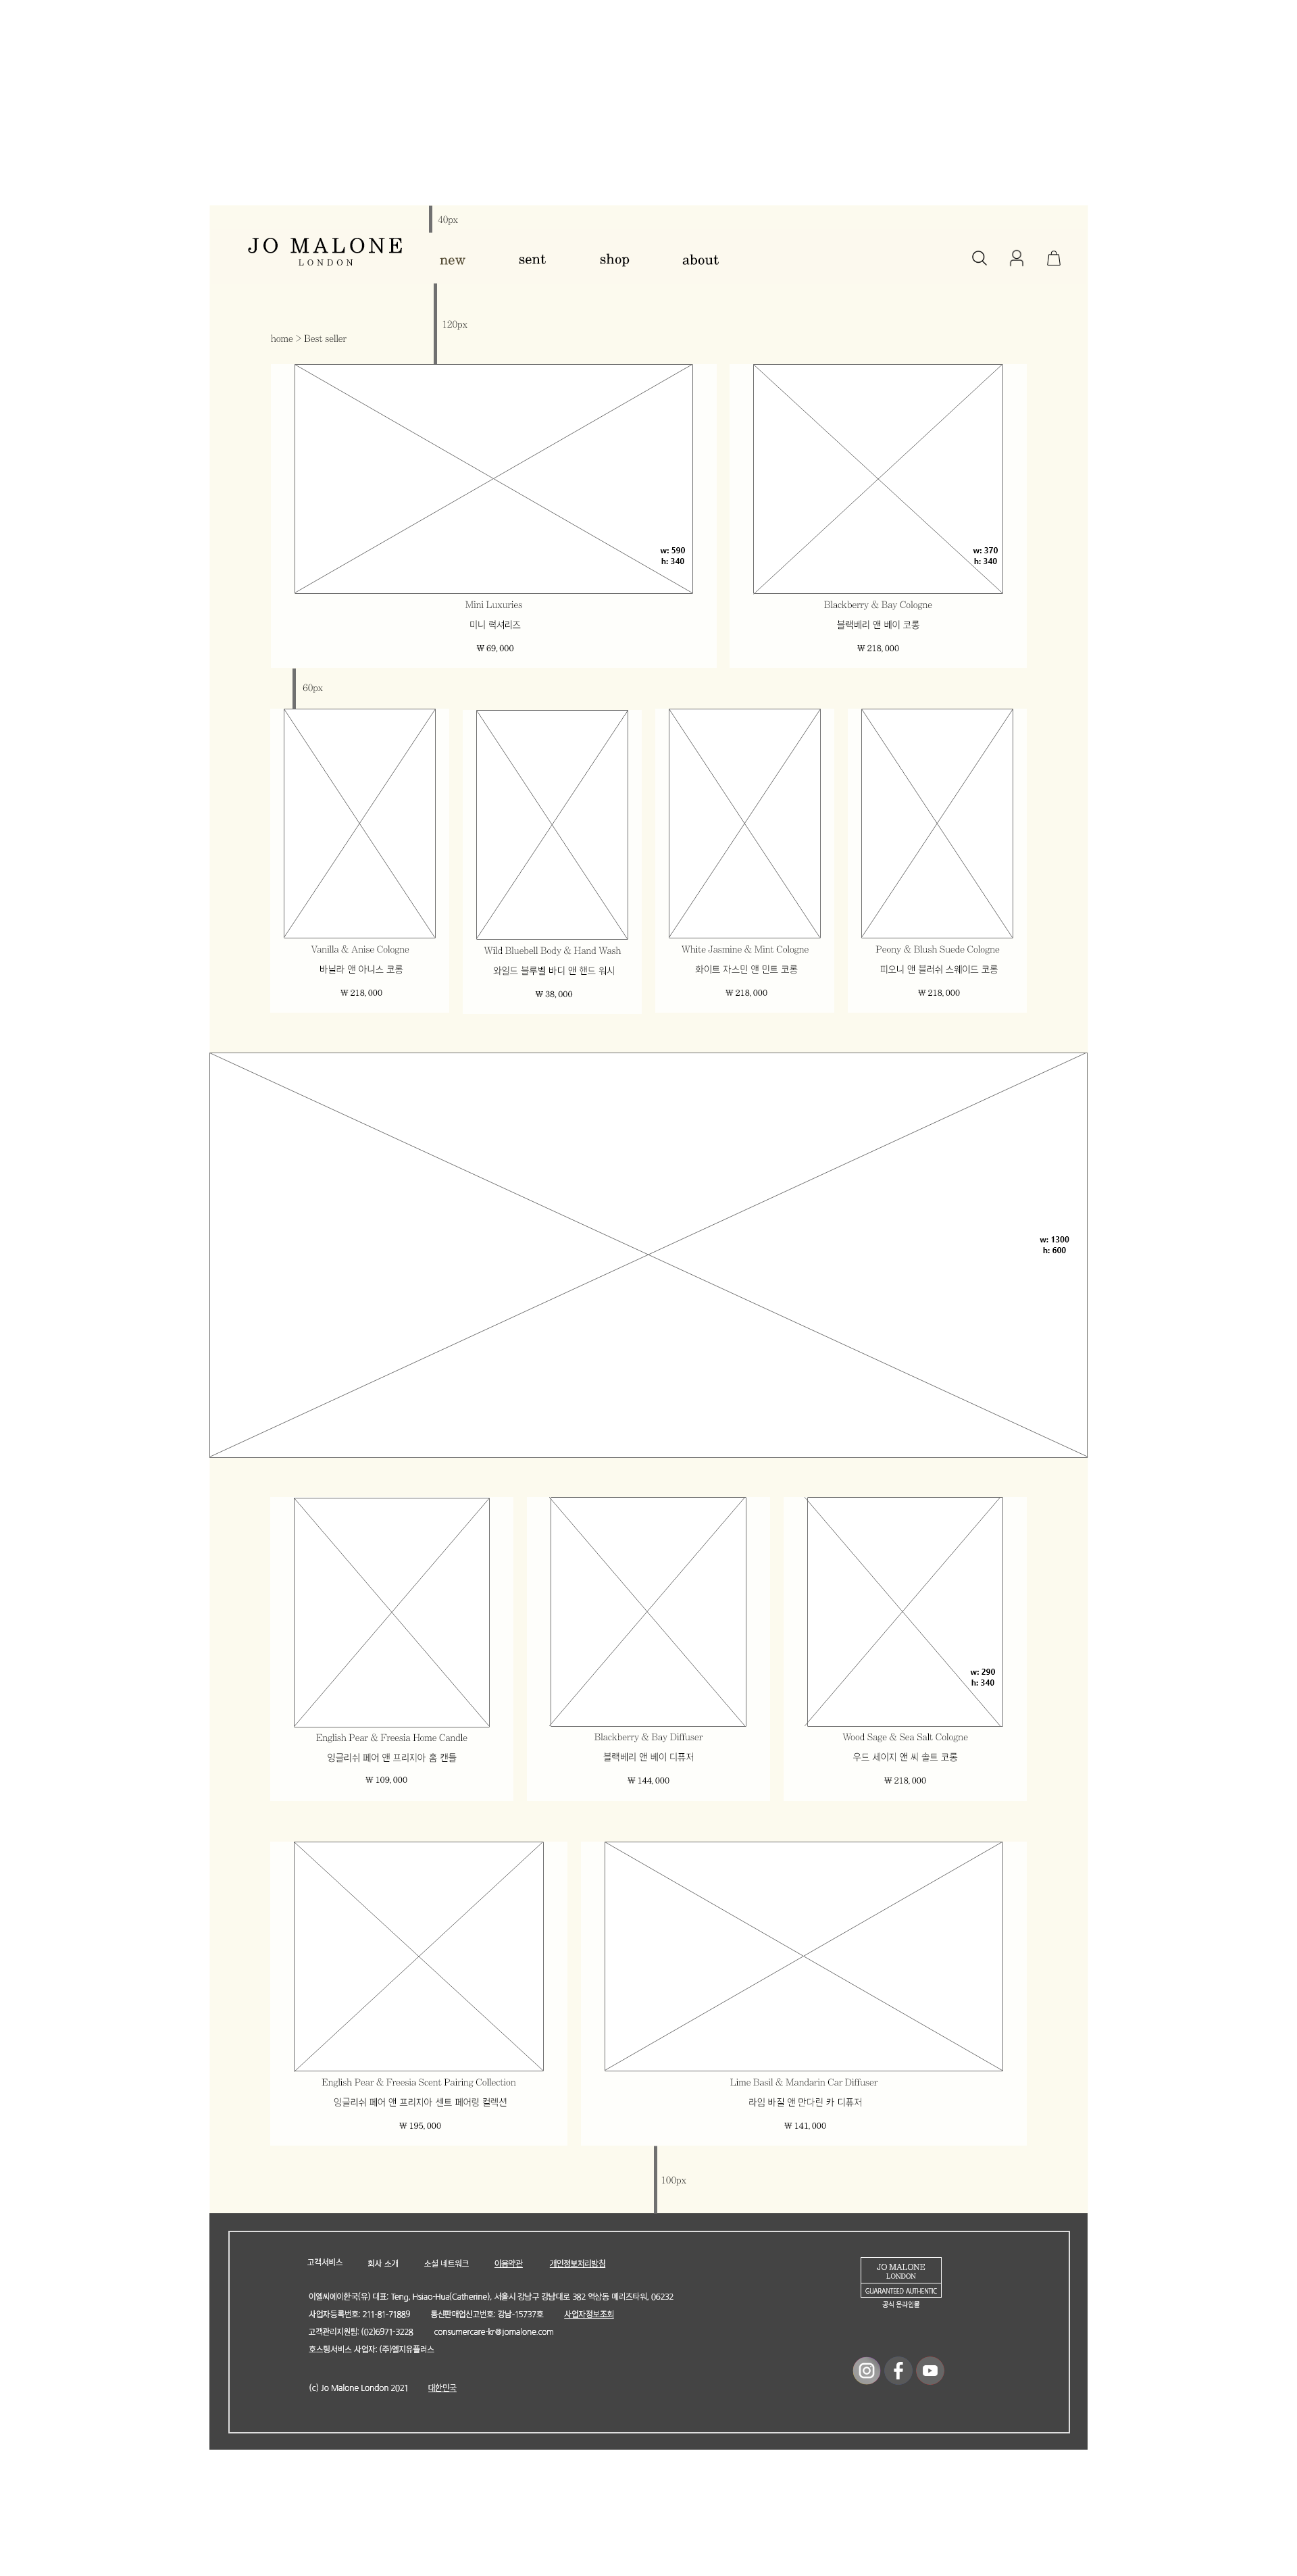 40px
JO MALONE
LONDON
new sent shop about
120px
home > Best seller
w: 590
h: 340
w: 370
h: 340
Mini Luxuries
미니 럭셔리즈
₩ 69,000
Blackberry & Bay Cologne
블랙베리 앤 베이 코롱
₩ 218,000
60px
Vanilla & Anise Cologne
바닐라 앤 아니스 코롱
₩ 218,000
Wild Bluebell Body & Hand Wash
와일드 블루벨 바디 앤 핸드 워시
₩ 38,000
White Jasmine & Mint Cologne
화이트 자스민 앤 민트 코롱
₩ 218,000
Peony & Blush Suede Cologne
피오니 앤 블러쉬 스웨이드 코롱
₩ 218,000
w: 1300
h: 600
w: 290
h: 340
English Pear & Freesia Home Candle
잉글리쉬 페어 앤 프리지아 홈 캔들
₩ 109,000
Blackberry & Bay Diffuser
블랙베리 앤 베이 디퓨저
₩ 144,000
Wood Sage & Sea Salt Cologne
우드 세이지 앤 씨 솔트 코롱
₩ 218,000
English Pear & Freesia Scent Pairing Collection
잉글리쉬 페어 앤 프리지아 센트 페어링 컬렉션
₩ 195,000
Lime Basil & Mandarin Car Diffuser
라임 바질 앤 만다린 카 디퓨저
₩ 141,000
100px
고객서비스 회사 소개 소셜 네트워크 이용약관 개인정보처리방침
이엘씨에이한국(유) 대표: Teng, Hsiao-Hua(Catherine), 서울시 강남구 강남대로 382 역삼동 메리츠타워, 06232
사업자등록번호: 211-81-71889 통신판매업신고번호: 강남-15737호 사업자정보조회
고객관리지원팀: (02)6971-3228 consumercare-kr@jomalone.com
호스팅서비스 사업자: (주)엘지유플러스
(c) Jo Malone London 2021 대한민국
JO MALONE
LONDON
GUARANTEED AUTHENTIC
공식 온라인몰